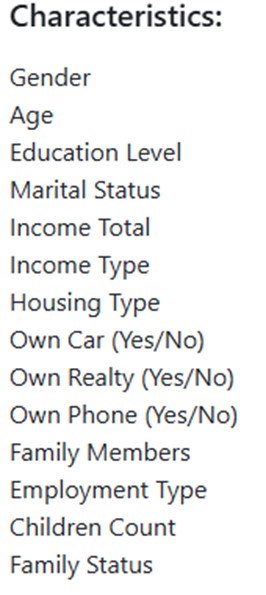 Characteristics:
Gender
Age
Education Level
Marital Status
Income Total
Income Type
Housing Type
Own Car (Yes/No)
Own Realty (Yes/No)
Own Phone (Yes/No)
Family Members
Employment Type
Children Count
Family Status